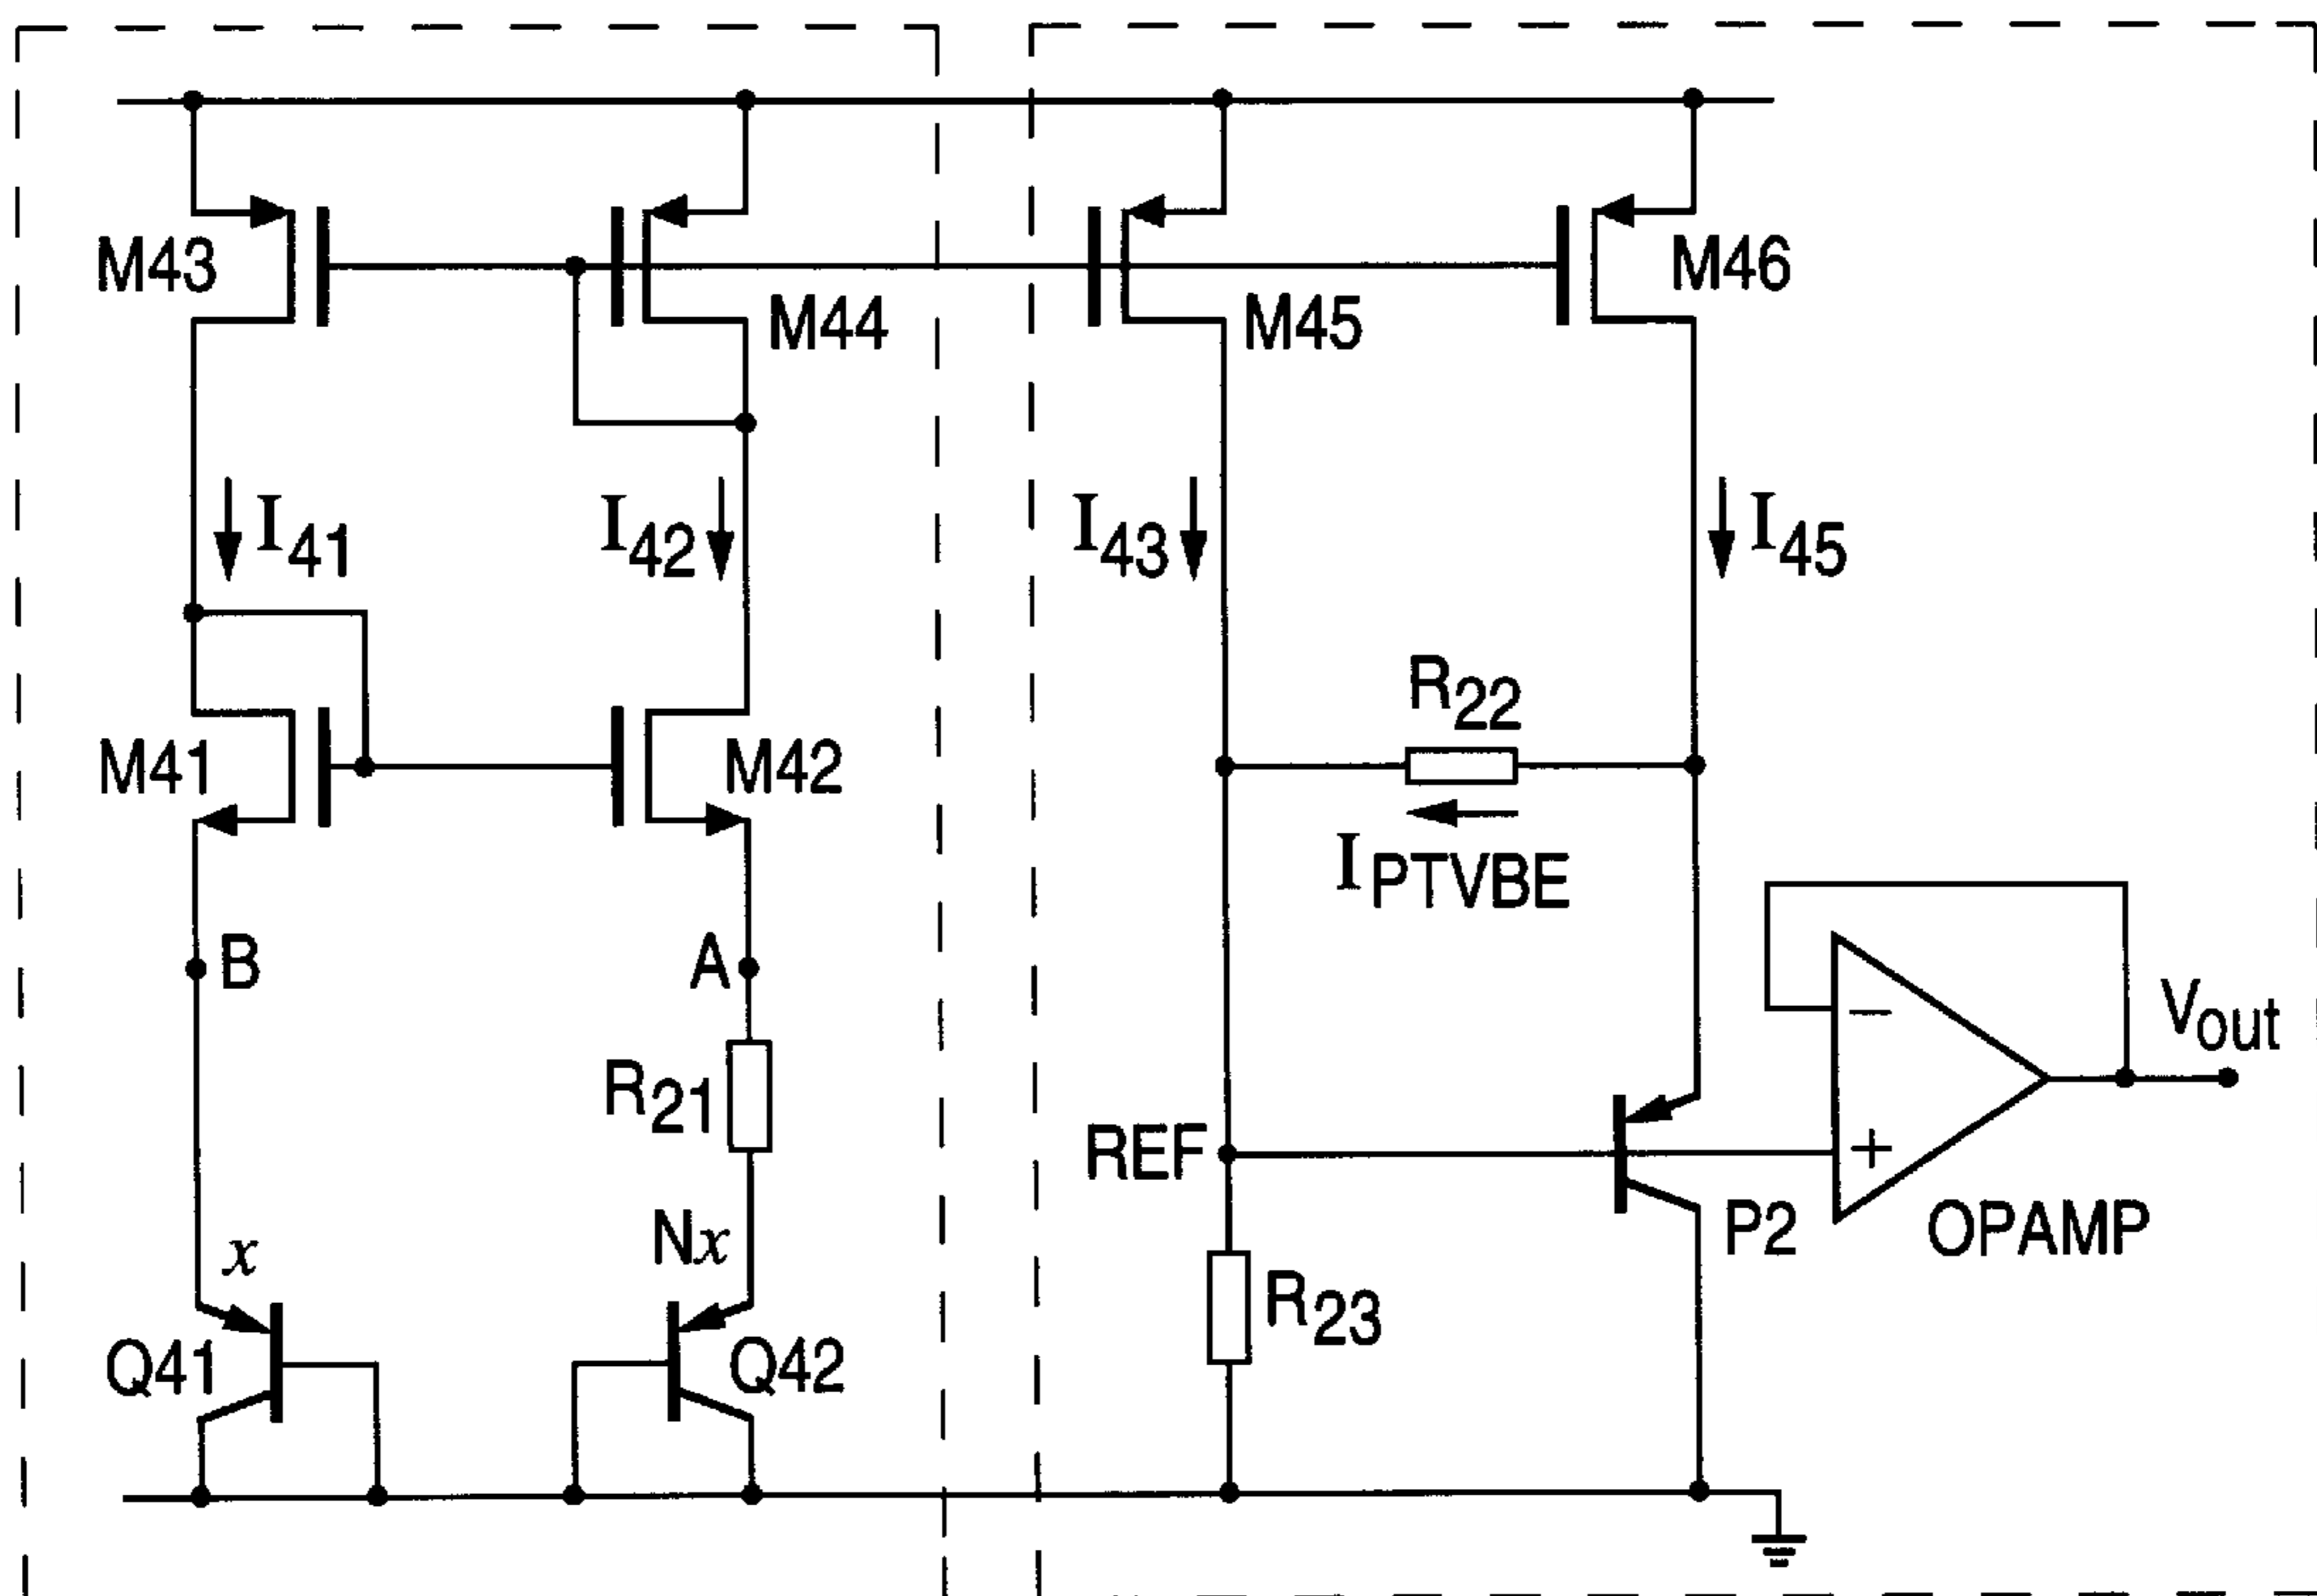 M43
M44
M45
M46
I41
I42
I43
I45
R22
M41
M42
IPTVBE
B
A
Vout
R21
REF
Nx
x
P2
OPAMP
R23
Q41
Q42
−
+